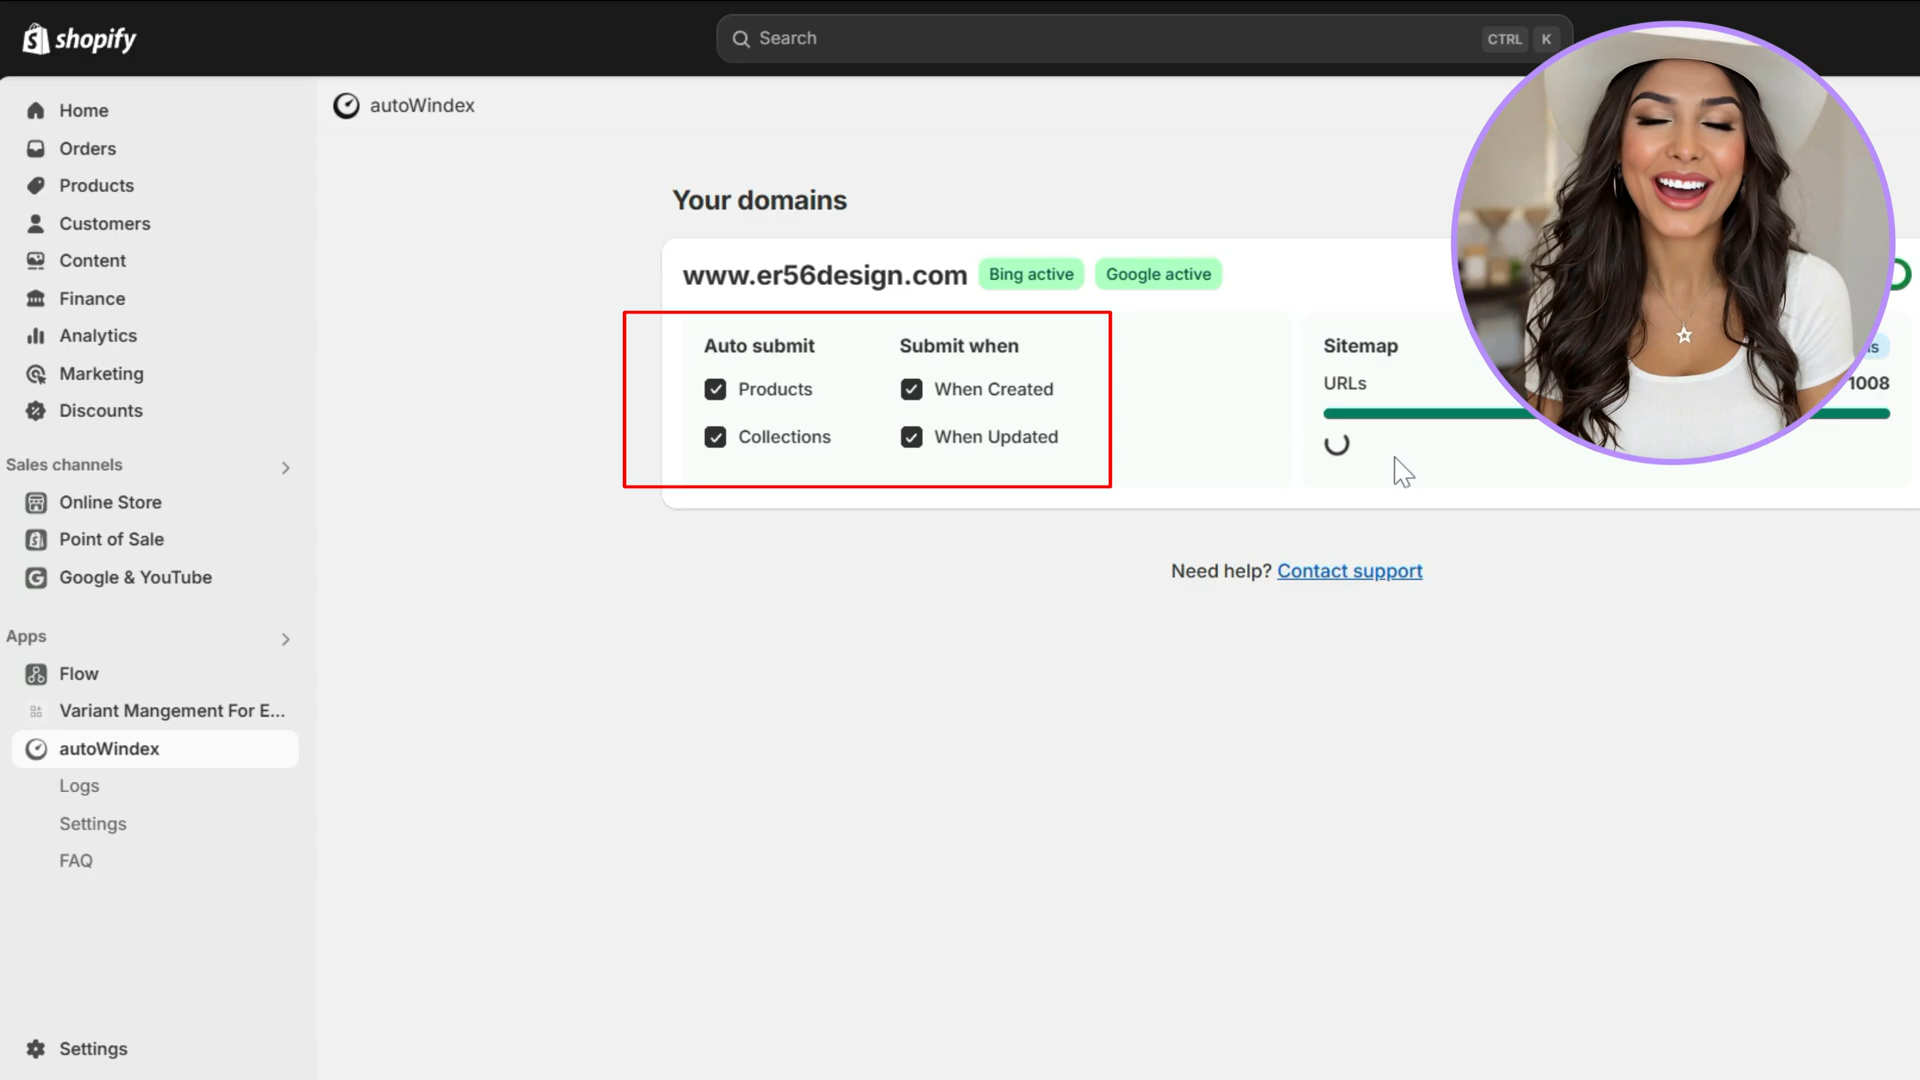 shopify
Search
CTRL K
Home
Orders
Products
Customers
Content
Finance
Analytics
Marketing
Discounts
Sales channels
Online Store
Point of Sale
Google & YouTube
Apps
Flow
Variant Mangement For E...
autoWindex
Logs
Settings
FAQ
Settings
autoWindex
Your domains
www.er56design.com Bing active Google active
Auto submit Submit when
Products When Created
Collections When Updated
Sitemap
URLs 1008
Need help? Contact support